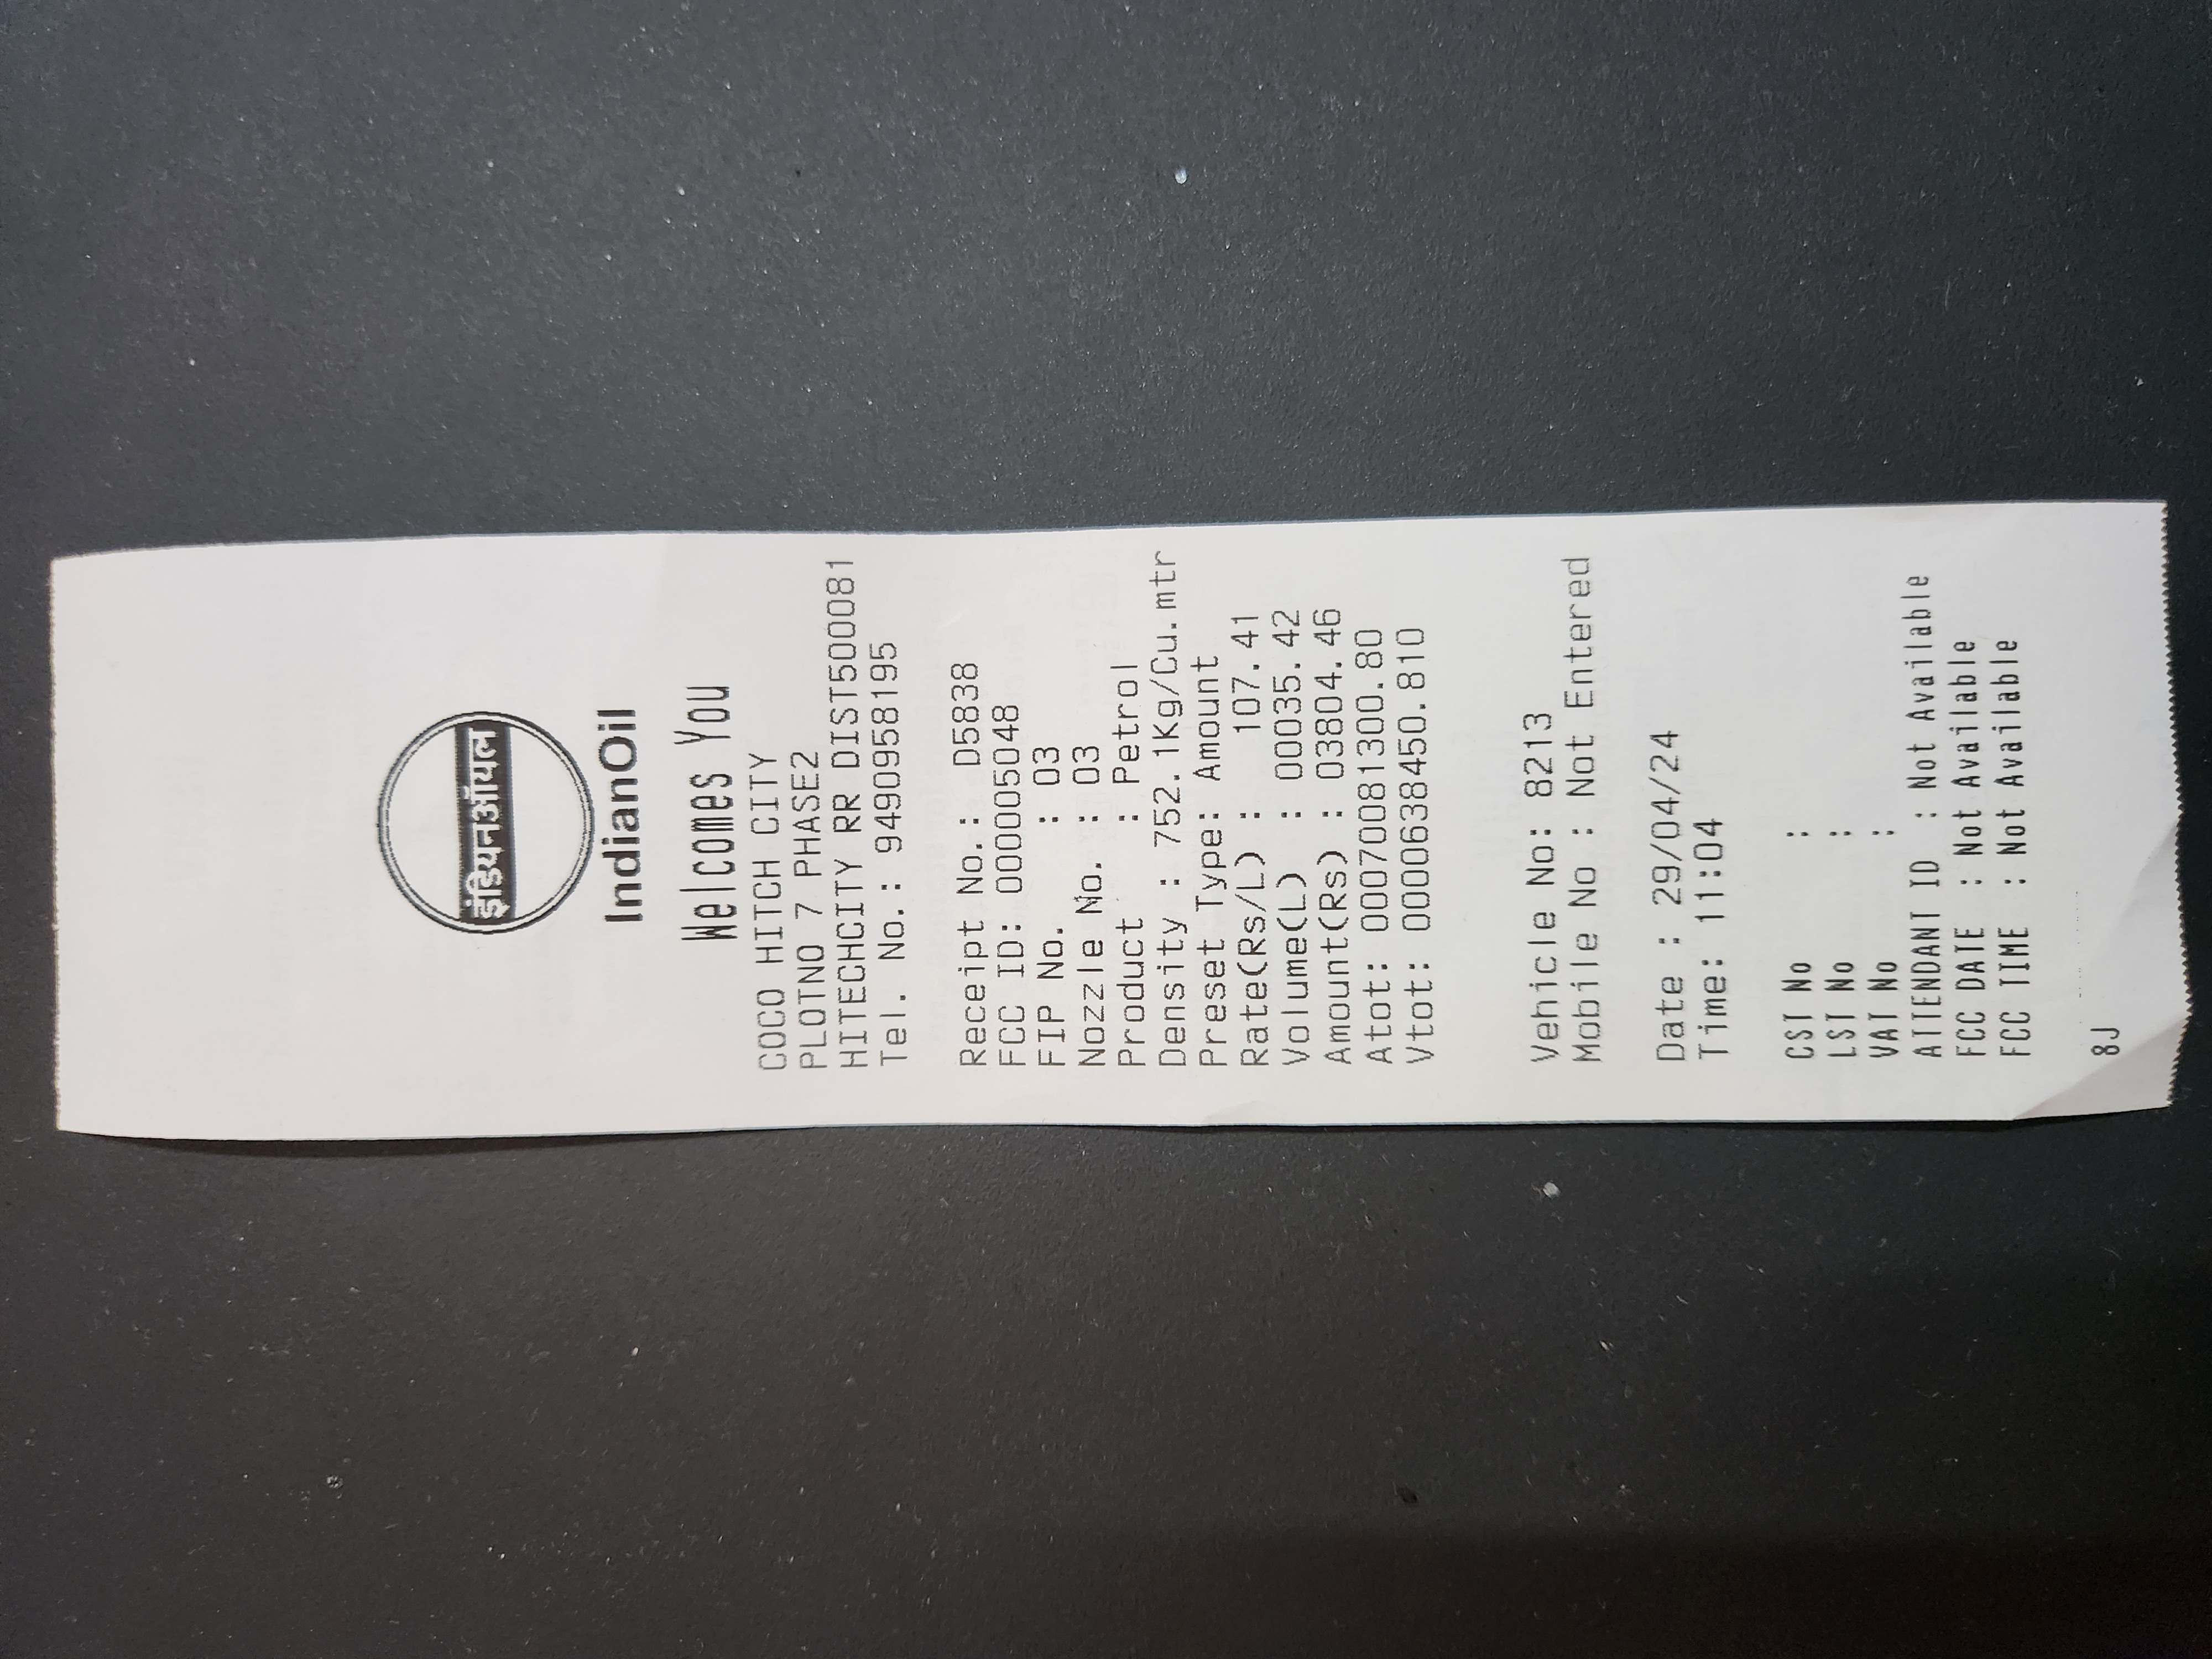 इंडियनऑयल
IndianOil
Welcomes You
COCO HITCH CITY
PLOTNO 7 PHASE2
HITECHCITY RR DIST500081
Tel. No.: 9490958195
Receipt No.: D5838
FCC ID: 000005048
FIP No. : 03
Nozzle No. : 03
Product : Petrol
Density : 752.1Kg/Cu.mtr
Preset Type: Amount
Rate(Rs/L) : 107.41
Volume(L) : 00035.42
Amount(Rs) : 03804.46
Atot: 00070081300.80
Vtot: 0000638450.810
Vehicle No: 8213
Mobile No : Not Entered
Date : 29/04/24
Time: 11:04
CST No :
LST No :
VAT No :
ATTENDANT ID : Not Available
FCC DATE : Not Available
FCC TIME : Not Available
8J